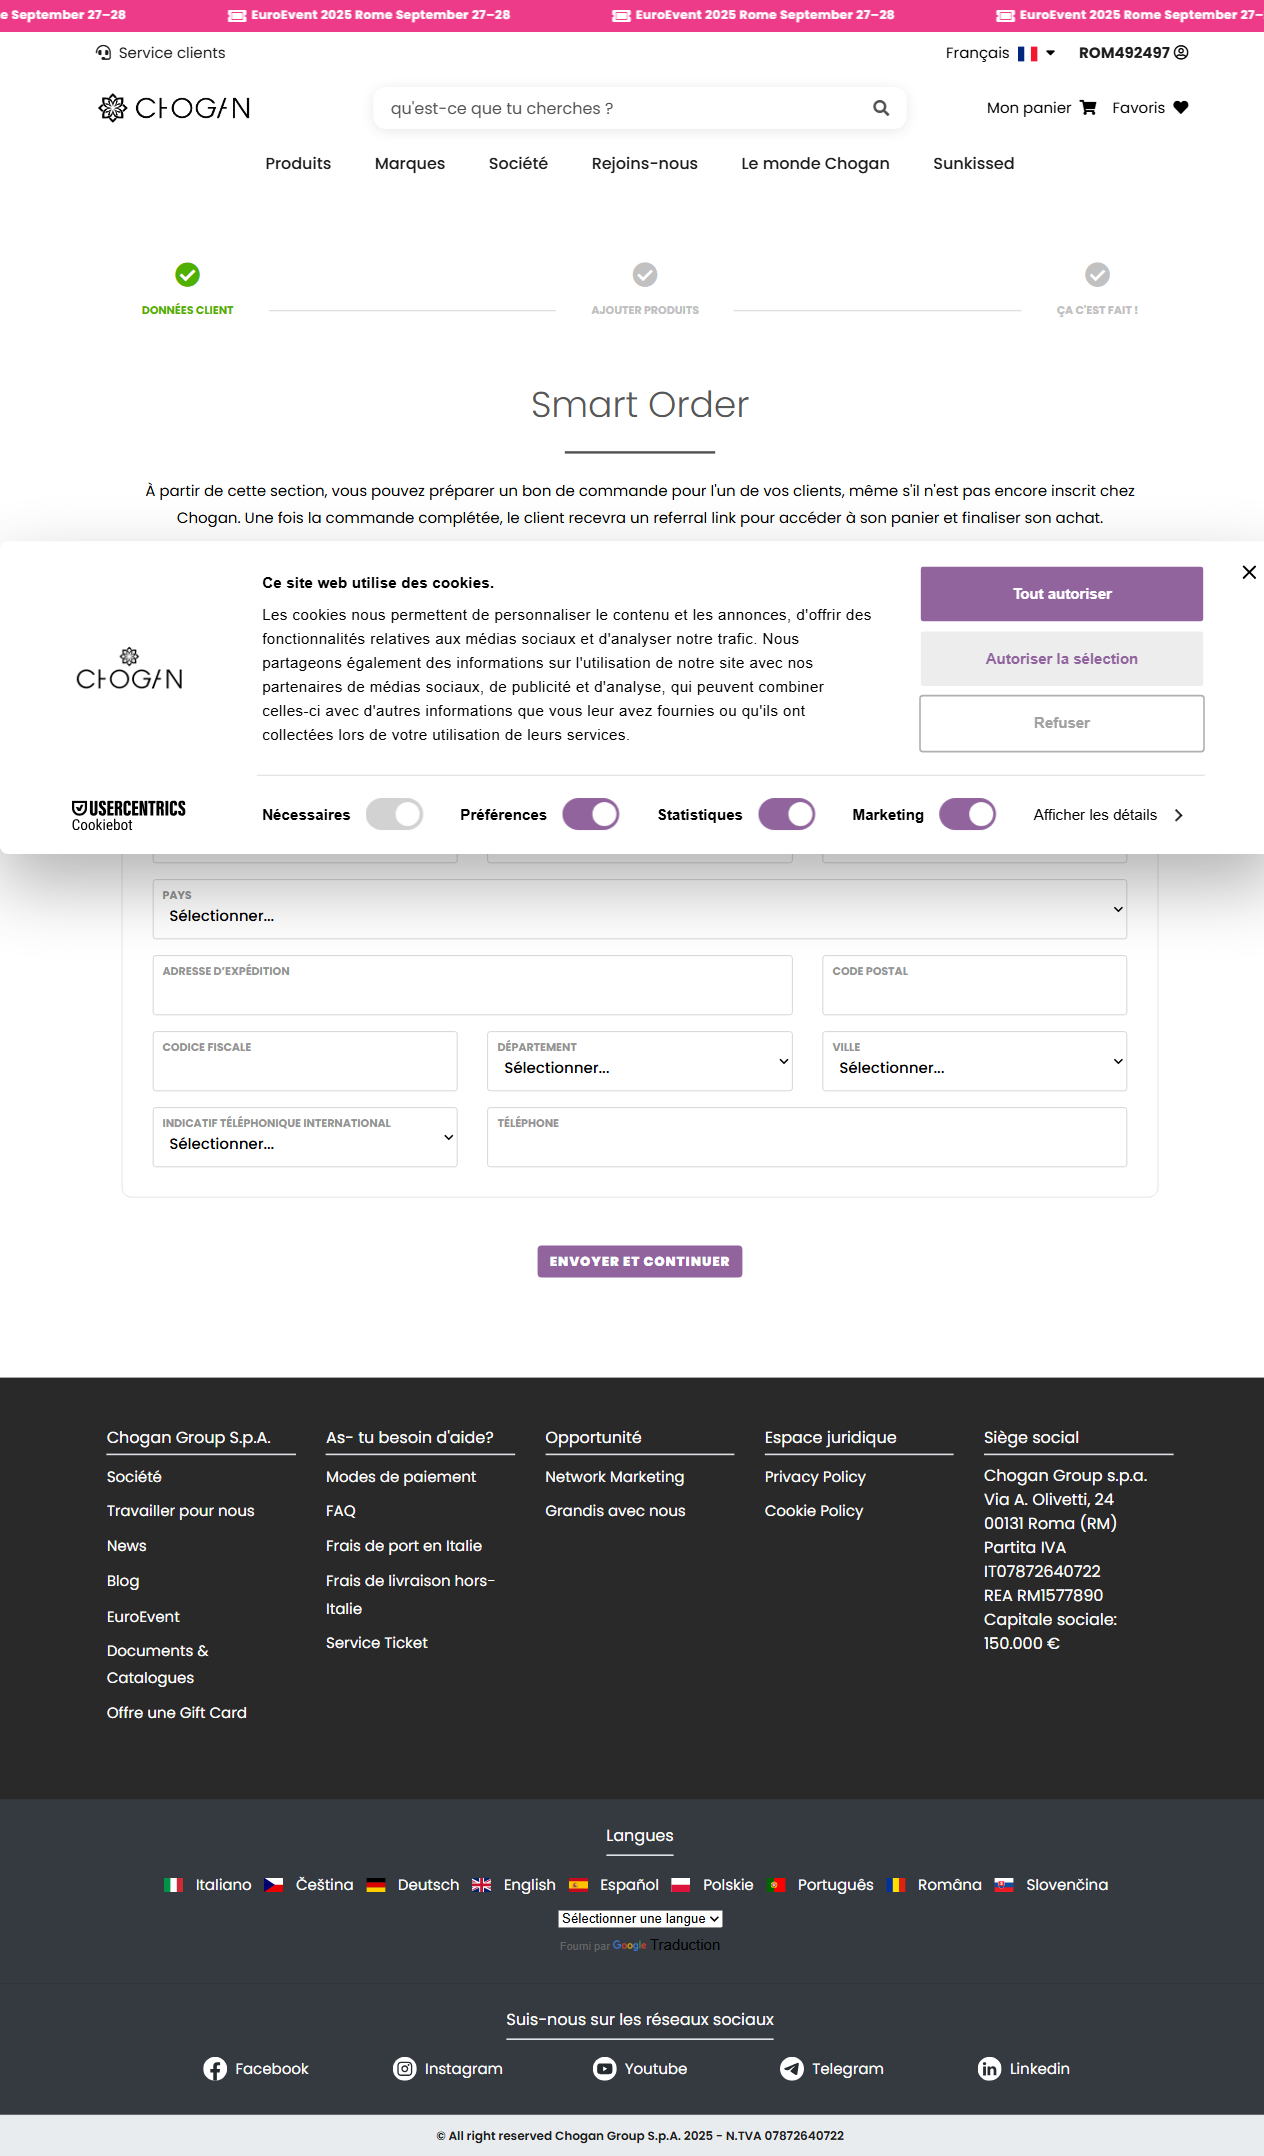 e September 27–28
EuroEvent 2025 Rome September 27–28
EuroEvent 2025 Rome September 27–28
EuroEvent 2025 Rome September 27–
Service clients
Français
ROM492497
CHOGAN
qu'est-ce que tu cherches ?
Mon panier
Favoris
Produits
Marques
Société
Rejoins-nous
Le monde Chogan
Sunkissed
DONNÉES CLIENT
AJOUTER PRODUITS
ÇA C'EST FAIT !
Smart Order
À partir de cette section, vous pouvez préparer un bon de commande pour l'un de vos clients, même s'il n'est pas encore inscrit chez
Chogan. Une fois la commande complétée, le client recevra un referral link pour accéder à son panier et finaliser son achat.
CHOGAN
USERCENTRICS
Cookiebot
Ce site web utilise des cookies.
Les cookies nous permettent de personnaliser le contenu et les annonces, d'offrir des
fonctionnalités relatives aux médias sociaux et d'analyser notre trafic. Nous
partageons également des informations sur l'utilisation de notre site avec nos
partenaires de médias sociaux, de publicité et d'analyse, qui peuvent combiner
celles-ci avec d'autres informations que vous leur avez fournies ou qu'ils ont
collectées lors de votre utilisation de leurs services.
Tout autoriser
Autoriser la sélection
Refuser
Nécessaires
Préférences
Statistiques
Marketing
Afficher les détails
PAYS
Sélectionner...
ADRESSE D'EXPÉDITION
CODE POSTAL
CODICE FISCALE
DÉPARTEMENT
Sélectionner...
VILLE
Sélectionner...
INDICATIF TÉLÉPHONIQUE INTERNATIONAL
Sélectionner...
TÉLÉPHONE
ENVOYER ET CONTINUER
Chogan Group S.p.A.
Société
Travailler pour nous
News
Blog
EuroEvent
Documents &
Catalogues
Offre une Gift Card
As- tu besoin d'aide?
Modes de paiement
FAQ
Frais de port en Italie
Frais de livraison hors-
Italie
Service Ticket
Opportunité
Network Marketing
Grandis avec nous
Espace juridique
Privacy Policy
Cookie Policy
Siège social
Chogan Group s.p.a.
Via A. Olivetti, 24
00131 Roma (RM)
Partita IVA
IT07872640722
REA RM1577890
Capitale sociale:
150.000 €
Langues
Italiano
Čeština
Deutsch
English
Español
Polskie
Português
Româna
Slovenčina
Sélectionner une langue
Fourni par Google Traduction
Suis-nous sur les réseaux sociaux
Facebook
Instagram
Youtube
Telegram
Linkedin
© All right reserved Chogan Group S.p.A. 2025 - N.TVA 07872640722